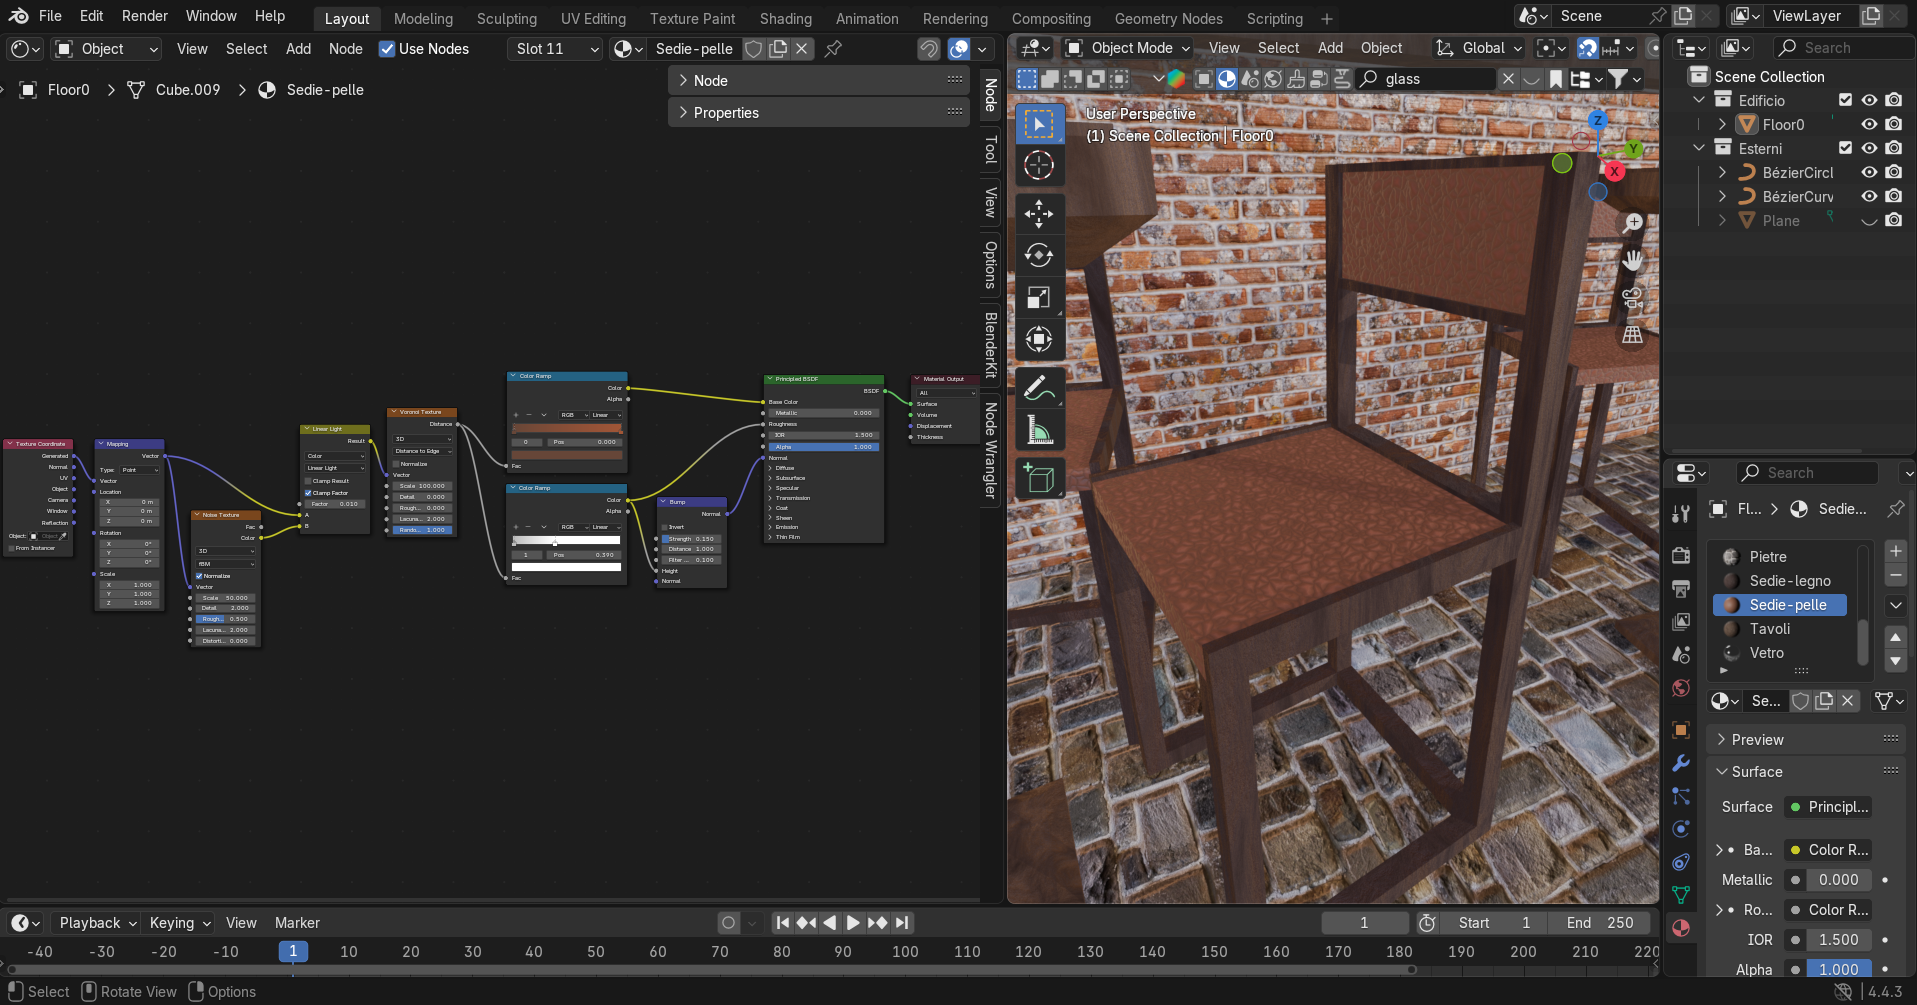 File Edit Render Window Help Layout Modeling Sculpting UV Editing Texture Paint Shading Animation Rendering Compositing Geometry Nodes Scripting + Scene ViewLayer
Object View Select Add Node Use Nodes Slot 11 Sedie-pelle
Floor0 > Cube.009 > Sedie-pelle
Node
Properties
Node
Tool
View
Options
BlenderKit
Node Wrangler
Texture Coordinate
Generated
Normal
UV
Object
Camera
Window
Reflection
Object: Object
From Instancer
Mapping
Vector
Type: Point
Vector
Location
X 0 m
Y 0 m
Z 0 m
Rotation
X 0°
Y 0°
Z 0°
Scale
X 1.000
Y 1.000
Z 1.000
Noise Texture
Fac
Color
3D
fBM
Normalize
Vector
Scale 50.000
Detail 2.000
Rough... 0.500
Lacuna... 2.000
Distorti... 0.000
Linear Light
Result
Color
Linear Light
Clamp Result
Clamp Factor
Factor 0.010
A
B
Voronoi Texture
Distance
3D
Distance to Edge
Normalize
Vector
Scale 100.000
Detail 0.000
Rough... 0.000
Lacuna... 2.000
Rando... 1.000
Color Ramp
Color
Alpha
+ − RGB Linear
0 Pos 0.000
Fac
Color Ramp
Color
Alpha
+ − RGB Linear
1 Pos 0.390
Fac
Bump
Normal
Invert
Strength 0.150
Distance 1.000
Filter ... 0.100
Height
Normal
Principled BSDF
BSDF
Base Color
Metallic 0.000
Roughness
IOR 1.500
Alpha 1.000
Normal
Diffuse
Subsurface
Specular
Transmission
Coat
Sheen
Emission
Thin Film
Material Output
All
Surface
Volume
Displacement
Thickness
Object Mode View Select Add Object Global
glass
User Perspective
(1) Scene Collection | Floor0
Z
Y
X
Search
Scene Collection
Edificio
Floor0
Esterni
BézierCircl
BézierCurv
Plane
Search
Fl... > Sedie...
Pietre
Sedie-legno
Sedie-pelle
Tavoli
Vetro
Se...
Preview
Surface
Surface Principl...
Ba... Color R...
Metallic 0.000
Ro... Color R...
IOR 1.500
Alpha 1.000
Playback Keying View Marker 1 Start 1 End 250
-40 -30 -20 -10 1 10 20 30 40 50 60 70 80 90 100 110 120 130 140 150 160 170 180 190 200 210 220
Select Rotate View Options 4.4.3